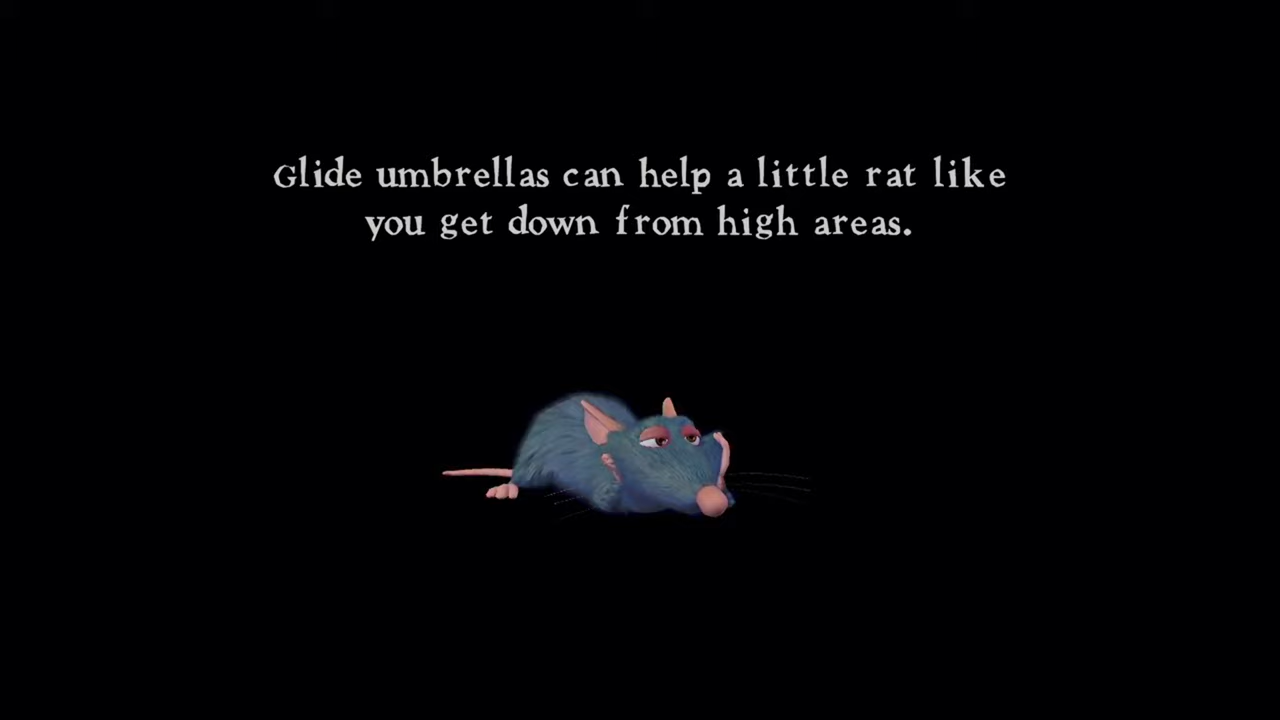 Glide umbrellas can help a little rat like
you get down from high areas.